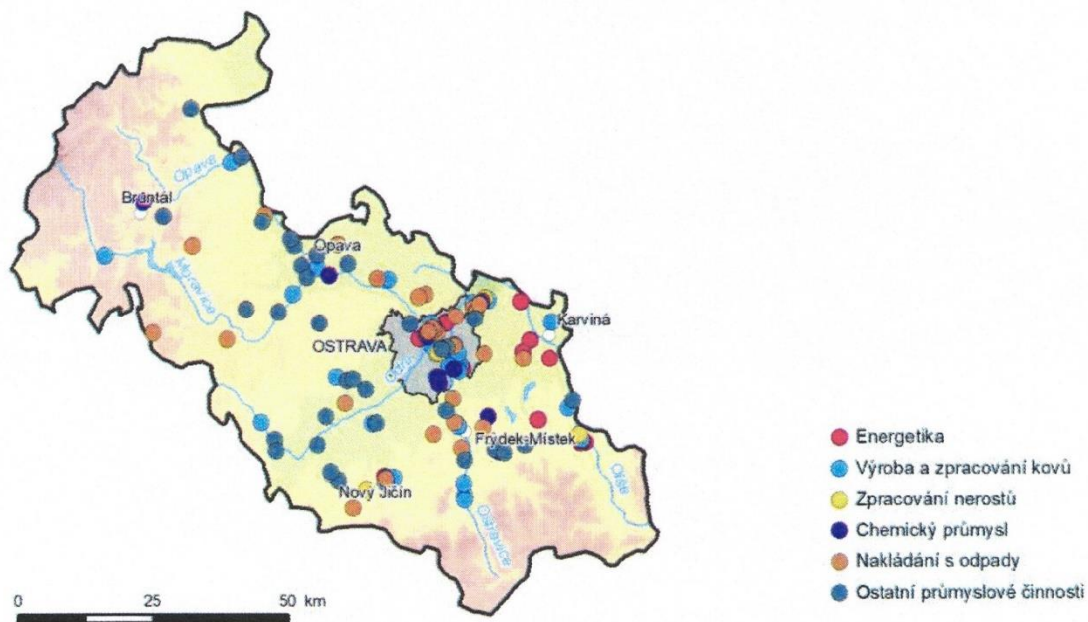 Opava
Bruntál
Opava
Moravice
OSTRAVA
Karviná
Odra
Frýdek-Místek
Olše
Nový Jičín
Ostravice
Energetika
Výroba a zpracování kovů
Zpracování nerostů
Chemický průmysl
Nakládání s odpady
Ostatní průmyslové činnosti
0 25 50 km